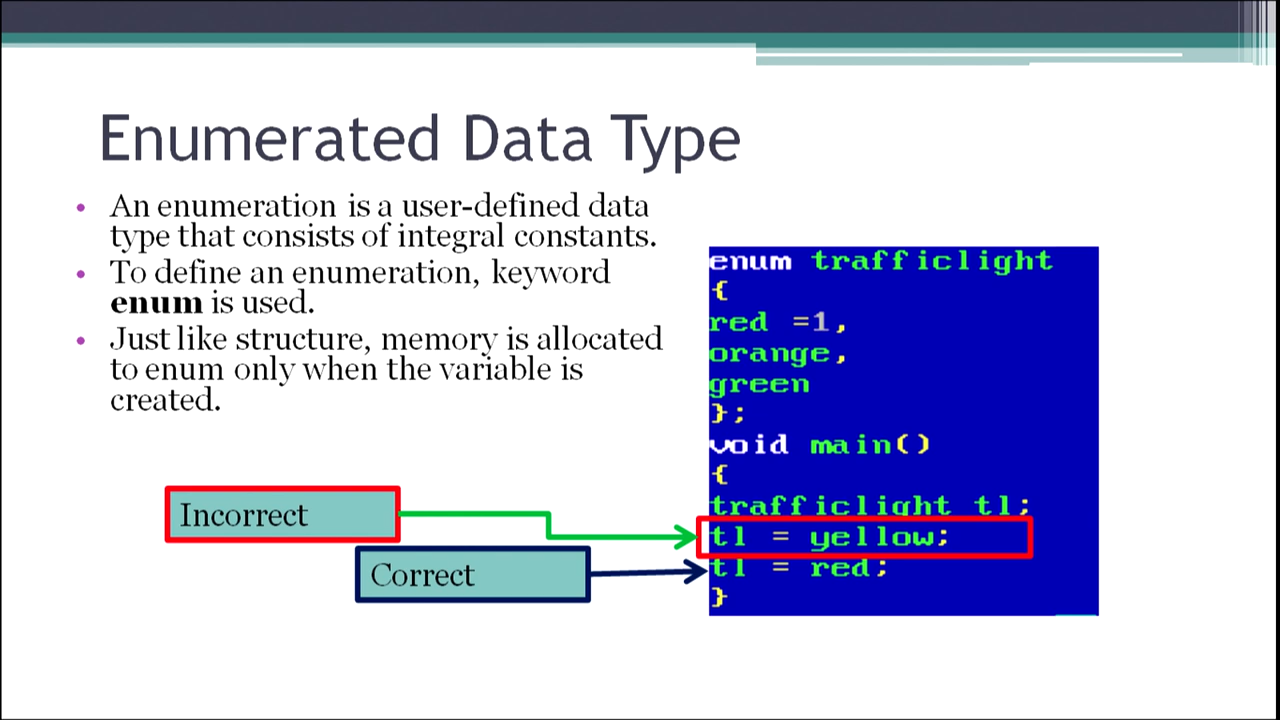 Enumerated Data Type
• An enumeration is a user-defined data
type that consists of integral constants.
• To define an enumeration, keyword
enum is used.
• Just like structure, memory is allocated
to enum only when the variable is
created.
enum trafficlight
{
red =1,
orange,
green
};
void main()
{
trafficlight tl;
tl = yellow;
tl = red;
}
Incorrect
Correct